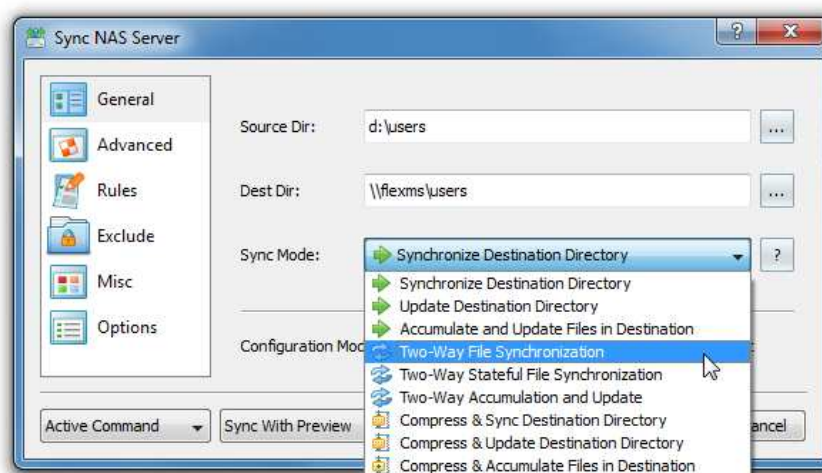 Sync NAS Server
?
X
General
Advanced
Rules
Exclude
Misc
Options
Source Dir:
d:\users
...
Dest Dir:
\\flexms\users
...
Sync Mode:
Synchronize Destination Directory
?
Synchronize Destination Directory
Update Destination Directory
Accumulate and Update Files in Destination
Two-Way File Synchronization
Two-Way Stateful File Synchronization
Two-Way Accumulation and Update
Compress & Sync Destination Directory
Compress & Update Destination Directory
Compress & Accumulate Files in Destination
Configuration Mod
Active Command
Sync With Preview
ancel